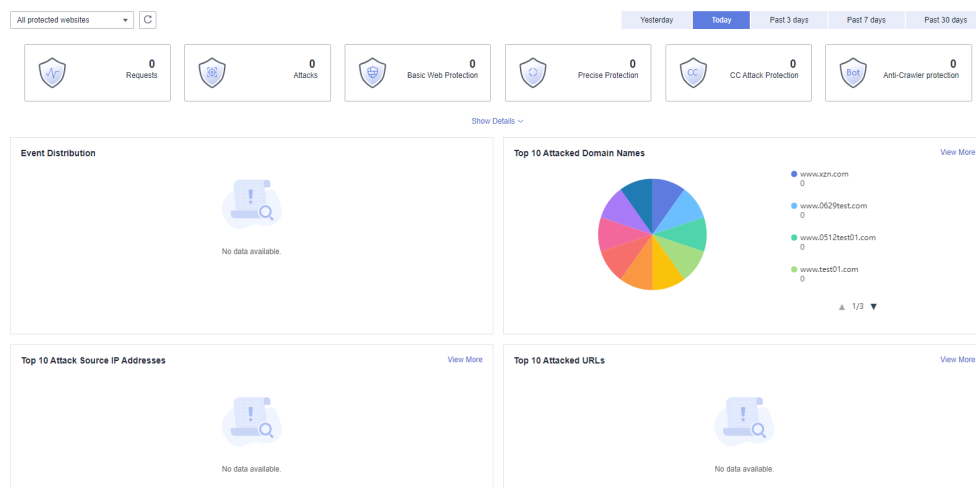 All protected websites
Yesterday Today Past 3 days Past 7 days Past 30 days
0
Requests
0
Attacks
0
Basic Web Protection
0
Precise Protection
CC
0
CC Attack Protection
Bot
0
Anti-Crawler protection
Show Details
Event Distribution
No data available.
Top 10 Attacked Domain Names
View More
www.xzn.com
0
www.0629test.com
0
www.0512test01.com
0
www.test01.com
0
1/3
Top 10 Attack Source IP Addresses
View More
No data available.
Top 10 Attacked URLs
View More
No data available.